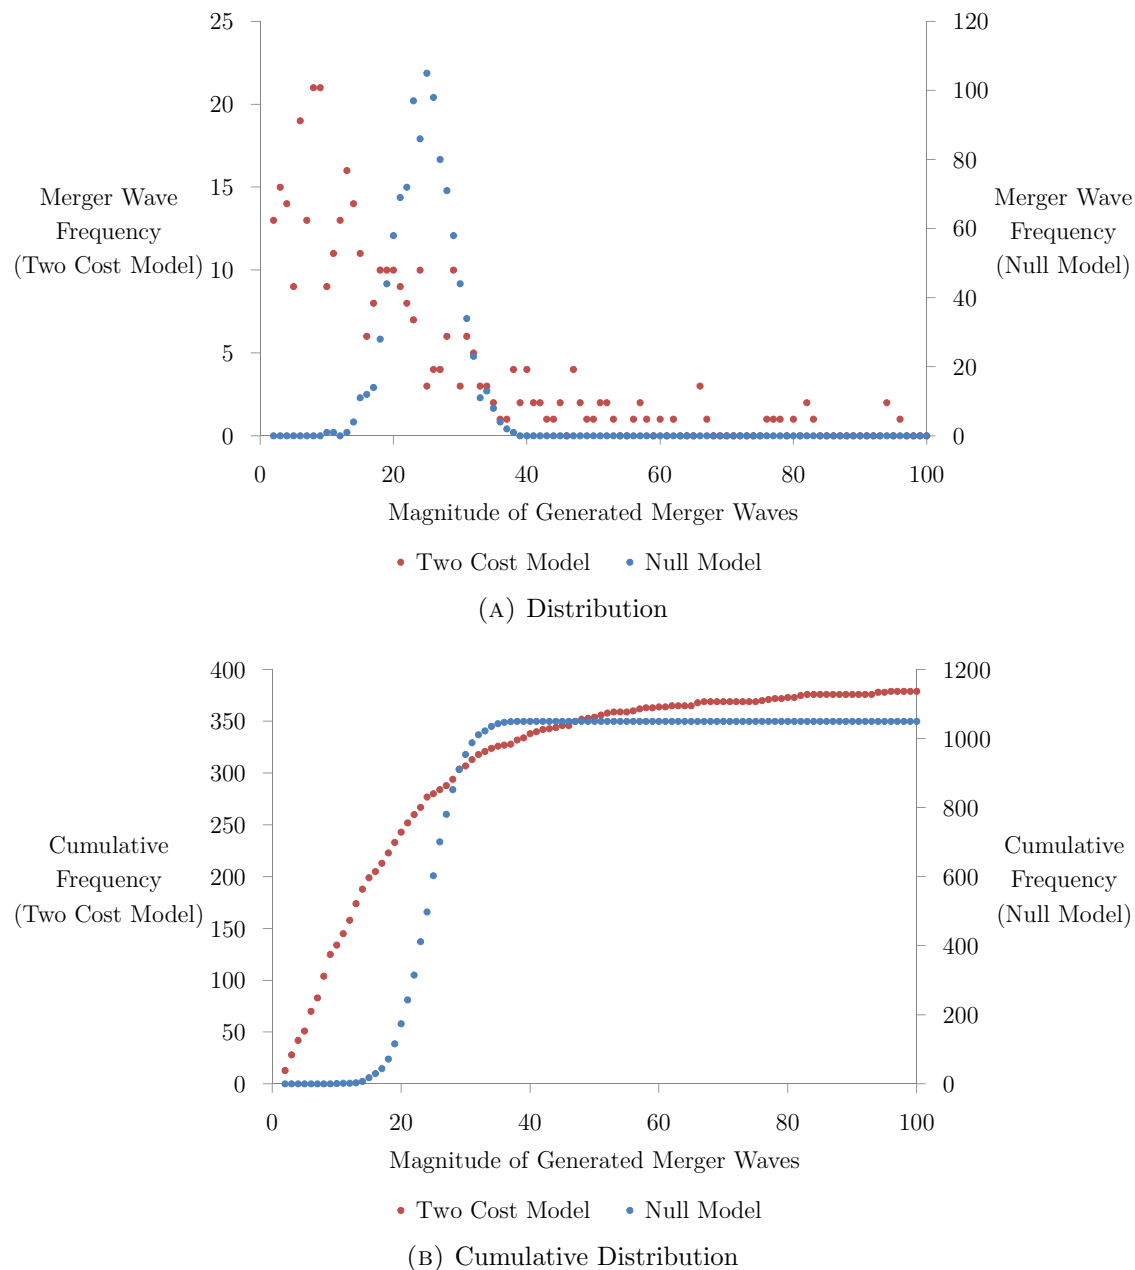 25
20
15
10
5
0
Merger Wave
Frequency
(Two Cost Model)
120
100
80
60
40
20
0
Merger Wave
Frequency
(Null Model)
0 20 40 60 80 100
Magnitude of Generated Merger Waves
Two Cost Model Null Model
(A) Distribution
400
350
300
250
200
150
100
50
0
Cumulative
Frequency
(Two Cost Model)
1200
1000
800
600
400
200
0
Cumulative
Frequency
(Null Model)
0 20 40 60 80 100
Magnitude of Generated Merger Waves
Two Cost Model Null Model
(B) Cumulative Distribution